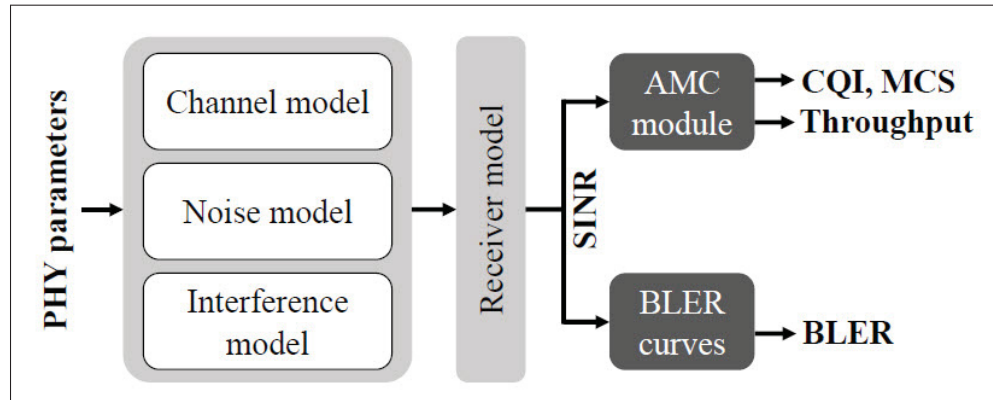 PHY parameters
Channel model
Noise model
Interference
model
Receiver model
SINR
AMC
module
CQI, MCS
Throughput
BLER
curves
BLER